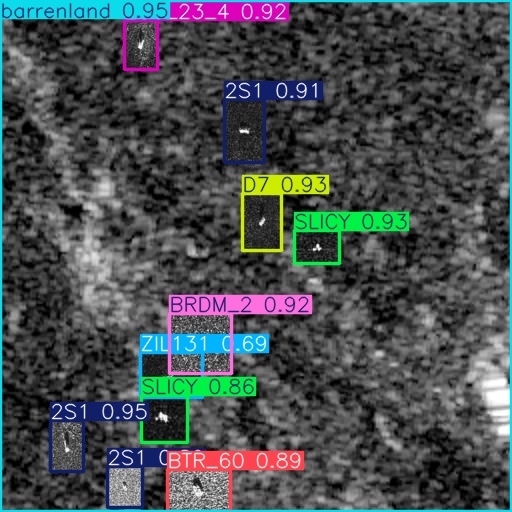 barrenland 0.95 _23_4 0.92
2S1 0.91
D7 0.93
SLICY 0.93
BRDM_2 0.92
ZIL131 0.69
SLICY 0.86
2S1 0.95
2S1
BTR_60 0.89